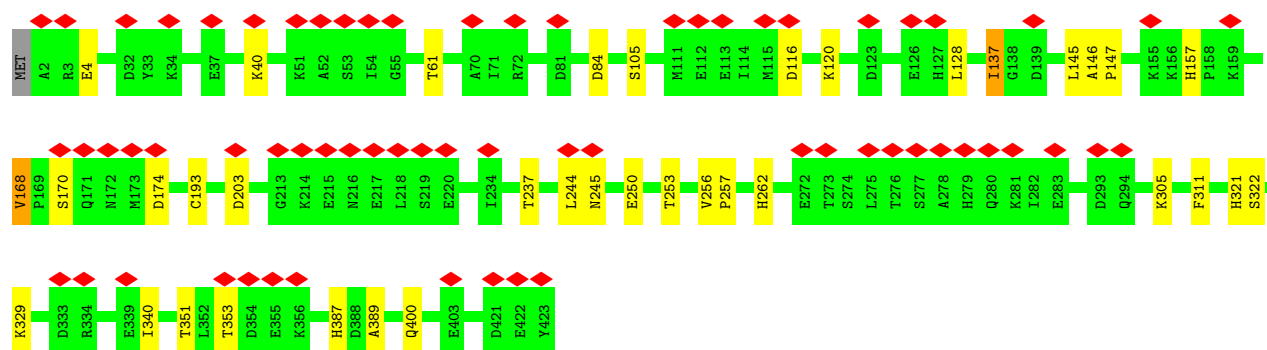 MET A2 R3 E4 D32 Y33 K34 E37 K40 K51 A52 S53 I54 G55 T61 A70 I71 R72 D81 D84 S105 M111 E112 E113 I114 M115 D116 K120 D123 E126 H127 L128 I137 G138 D139 L145 A146 P147 K155 K156 H157 P158 K159
V168 P169 S170 Q171 N172 M173 D174 C193 D203 G213 K214 E215 N216 E217 L218 S219 E220 I234 T237 L244 N245 E250 T253 V256 P257 H262 E272 T273 S274 L275 T276 S277 A278 H279 Q280 K281 I282 E283 D293 Q294 K305 F311 H321 S322
K329 D333 R334 E339 I340 T351 L352 T353 D354 E355 K356 H387 D388 A389 Q400 E403 D421 E422 Y423